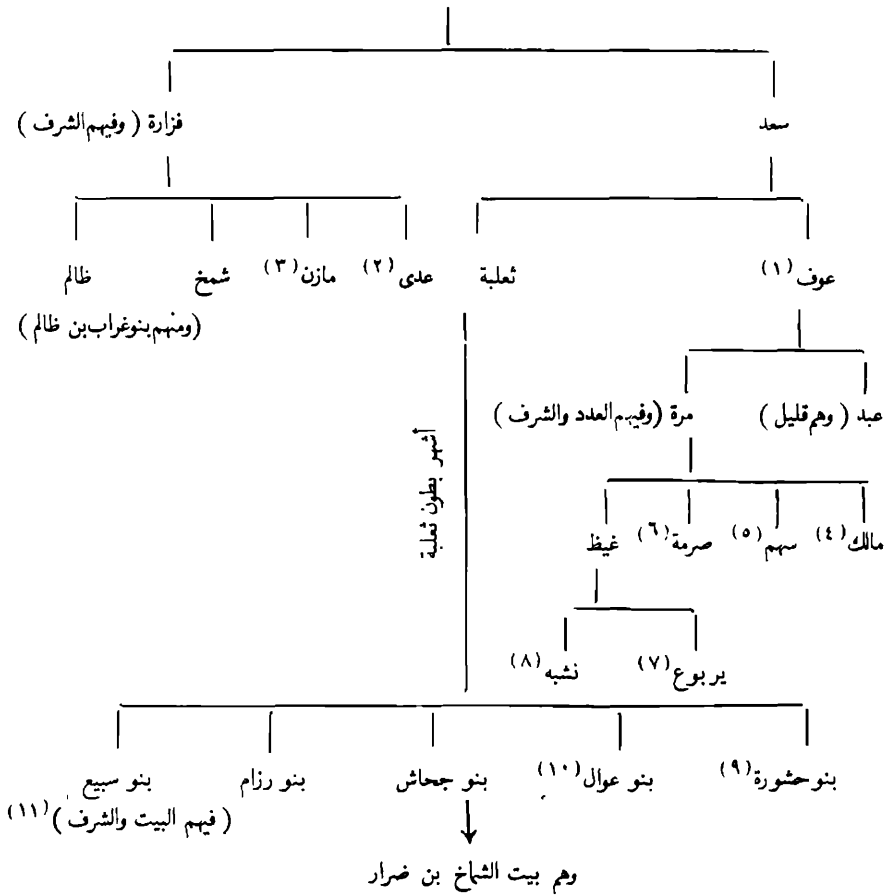 سعد فزارة ( وفيهم الشرف )
عوف (١) ثعلبة عدى (٢) مازن (٣) شمخ ظالم
(ومنهم بنو غراب بن ظالم )
عبد ( وهم قليل ) مرة (وفيهم العدد والشرف )
أشهر بطون ثعلبة
مالك (٤) سهم (٥) صرمة (٦) غيظ
يربوع (٧) نشبه (٨)
بنو حشورة (٩) بنو عوال (١٠) بنو جحاش بنو رزام بنو سبيع
( فيهم البيت والشرف ) (١١)
وهم بيت الشماخ بن ضرار